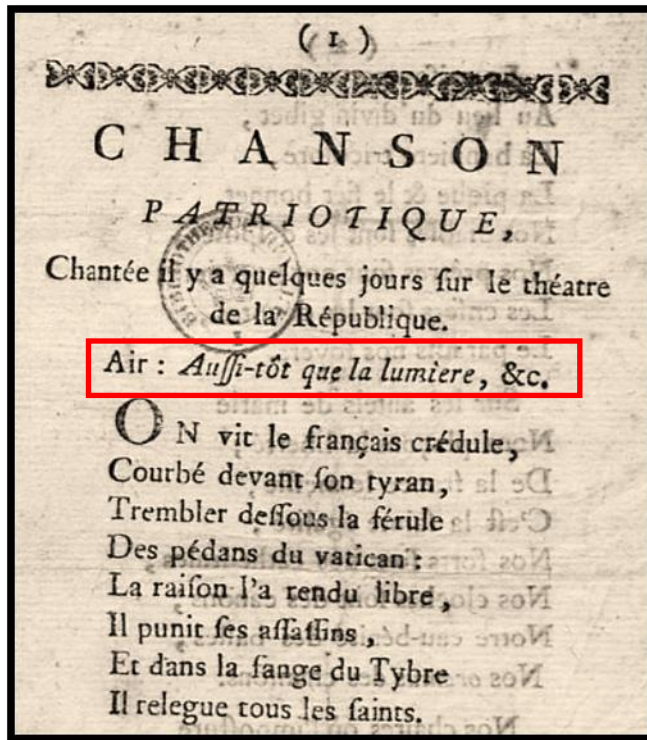 ( 1 )
CHANSON
PATRIOTIQUE,
Chantée il y a quelques jours ſur le théatre
de la République.
Air : Auſſi-tôt que la lumiere, &c.
ON vit le français crédule,
Courbé devant ſon tyran,
Trembler deſſous la férule
Des pédans du vatican :
La raiſon l'a rendu libre,
Il punit ſes aſſaſſins,
Et dans la fange du Tybre
Il relegue tous les ſaints.